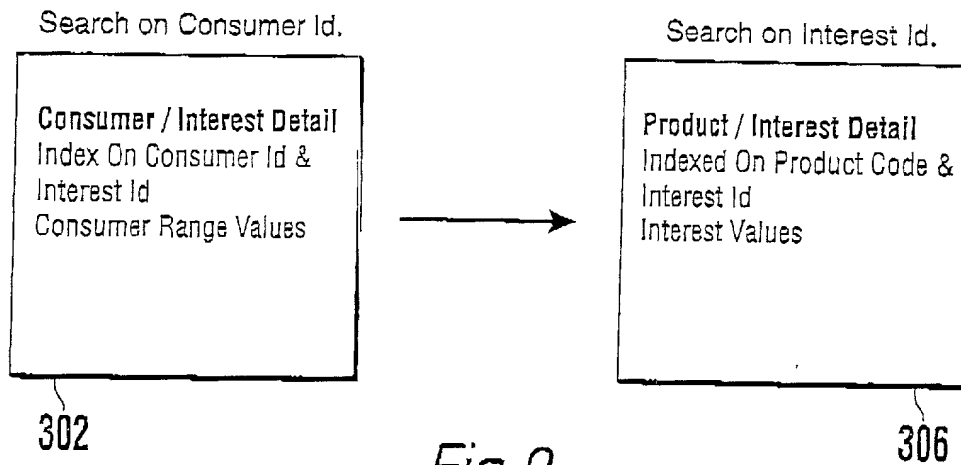 Search on Consumer Id.
Consumer / Interest Detail
Index On Consumer Id &
Interest Id
Consumer Range Values
302
Search on Interest Id.
Product / Interest Detail
Indexed On Product Code &
Interest Id
Interest Values
306
Fig